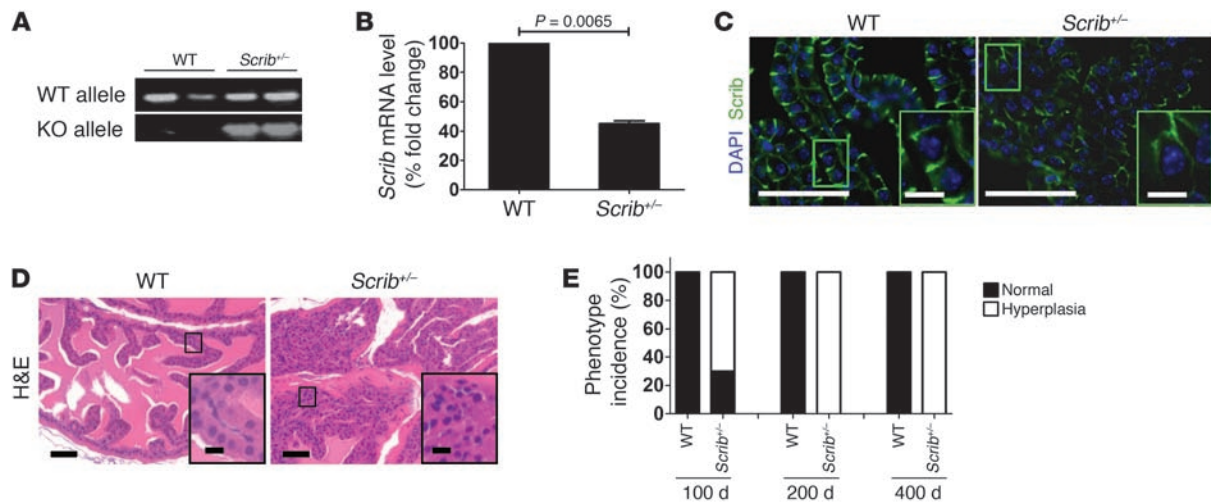 A
WT
Scrib+/–
WT allele
KO allele
B
P = 0.0065
Scrib mRNA level
(% fold change)
100
80
60
40
20
0
WT
Scrib+/–
C
WT
Scrib+/–
DAPI Scrib
D
WT
Scrib+/–
H&E
E
Phenotype
incidence (%)
100
80
60
40
20
0
WT
Scrib+/–
WT
Scrib+/–
WT
Scrib+/–
100 d
200 d
400 d
Normal
Hyperplasia